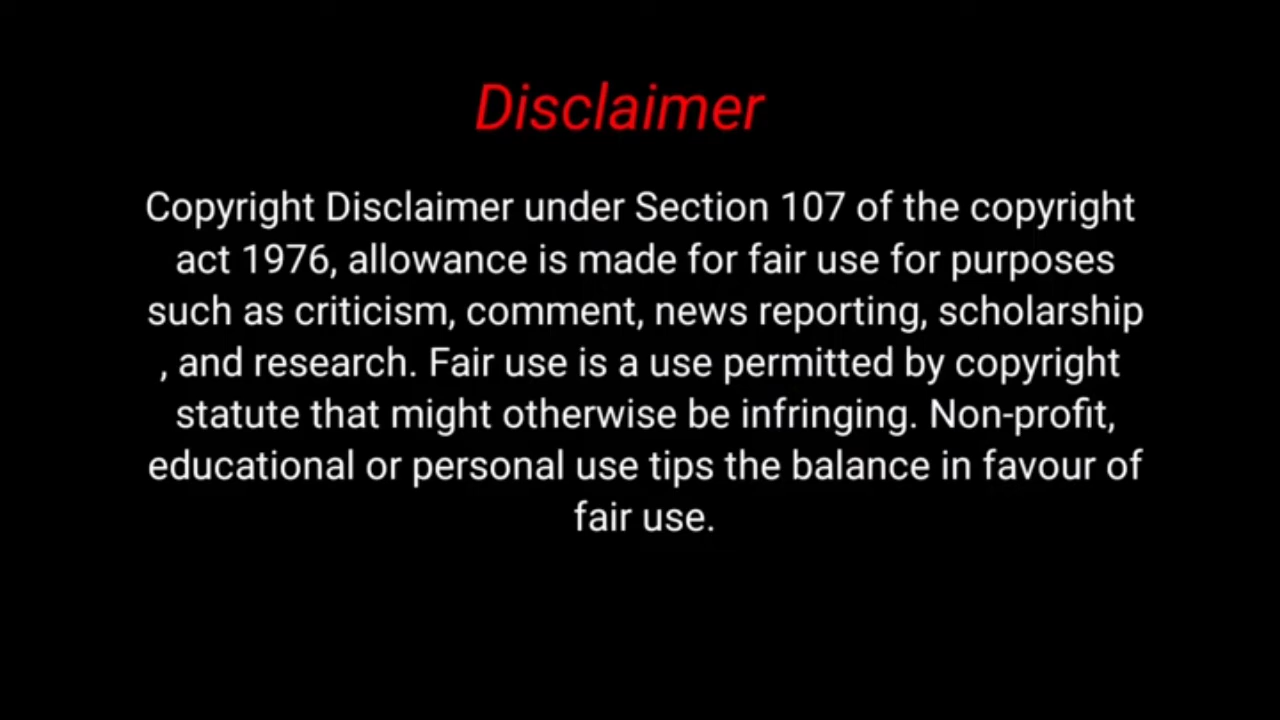 Disclaimer
Copyright Disclaimer under Section 107 of the copyright
act 1976, allowance is made for fair use for purposes
such as criticism, comment, news reporting, scholarship
, and research. Fair use is a use permitted by copyright
statute that might otherwise be infringing. Non-profit,
educational or personal use tips the balance in favour of
fair use.